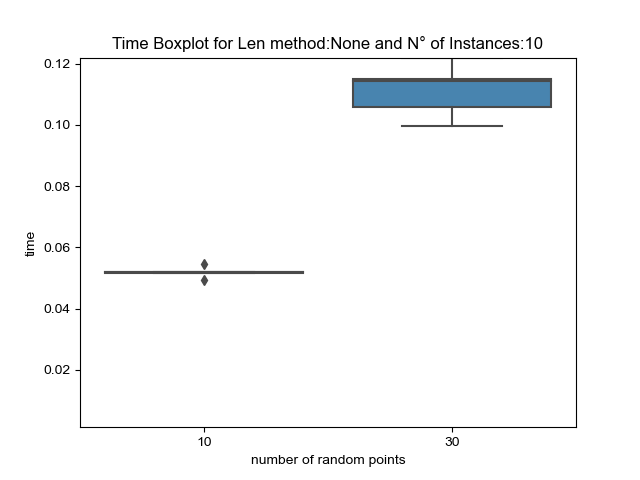 Time Boxplot for Len method:None and N° of Instances:10
0.12
0.10
0.08
0.06
0.04
0.02
time
10
30
number of random points